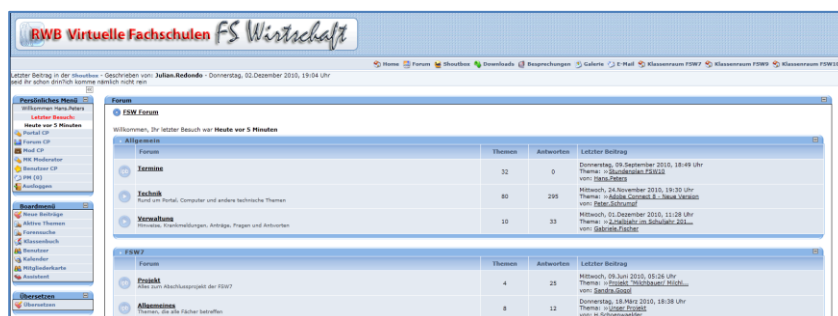 RWB Virtuelle Fachschulen FS Wirtschaft
Home Forum Shoutbox Downloads Besprechungen Galerie E-Mail Klassenraum FSW7 Klassenraum FSW9 Klassenraum FSW10
Letzter Beitrag in der Shoutbox - Geschrieben von: Julian.Redondo - Donnerstag, 02.Dezember 2010, 19:04 Uhr
seid ihr schon drin?ich komme nämlich nicht rein
Persönliches Menü
Willkommen Hans.Peters
Letzter Besuch:
Heute vor 5 Minuten
Portal CP
Forum CP
Mod CP
MK Moderator
Benutzer CP
PM [0]
Ausloggen
Boardmenü
Neue Beiträge
Aktive Themen
Forensuche
Klassenbuch
Benutzer
Kalender
Mitgliederkarte
Assistent
Übersetzen
Übersetzen
Forum
FSW Forum
Willkommen, Ihr letzter Besuch war Heute vor 5 Minuten
Allgemein
Forum Themen Antworten Letzter Beitrag
Termine 32 0
Donnerstag, 09.September 2010, 18:49 Uhr
Thema: »Stundenplan FSW10
von: Hans.Peters
Technik 80 295
Rund um Portal, Computer und andere technische Themen
Mittwoch, 24.November 2010, 19:30 Uhr
Thema: »Adobe Connect 8 - Neue Version
von: Peter.Schrumpf
Verwaltung 10 33
Hinweise, Krankmeldungen, Anträge, Fragen und Antworten
Mittwoch, 01.Dezember 2010, 11:28 Uhr
Thema: »2.Halbjahr im Schuljahr 201...
von: Gabriele.Fischer
FSW7
Forum Themen Antworten Letzter Beitrag
Projekt 4 25
Alles zum Abschlussprojekt der FSW7
Mittwoch, 09.Juni 2010, 05:26 Uhr
Thema: »Projekt "Milchbauer/ Milchl...
von: Sandra.Gogol
Allgemeines 8 12
Themen, die alle Fächer betreffen
Donnerstag, 18.März 2010, 18:38 Uhr
Thema: »Unser Projekt